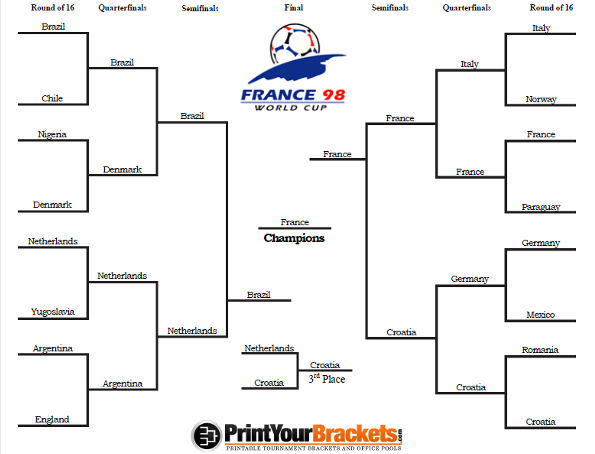 Round of 16 Quarterfinals Semifinals Final Semifinals Quarterfinals Round of 16
Brazil
Chile
Nigeria
Denmark
Netherlands
Yugoslavia
Argentina
England
Brazil
Denmark
Netherlands
Argentina
Brazil
Netherlands
Brazil
FRANCE 98
WORLD CUP
France
Champions
Netherlands
Croatia
Croatia
3rd Place
France
France
Croatia
Italy
France
Germany
Croatia
Italy
Norway
France
Paraguay
Germany
Mexico
Romania
Croatia
PrintYourBrackets.com
PRINTABLE TOURNAMENT BRACKETS AND OFFICE POOLS